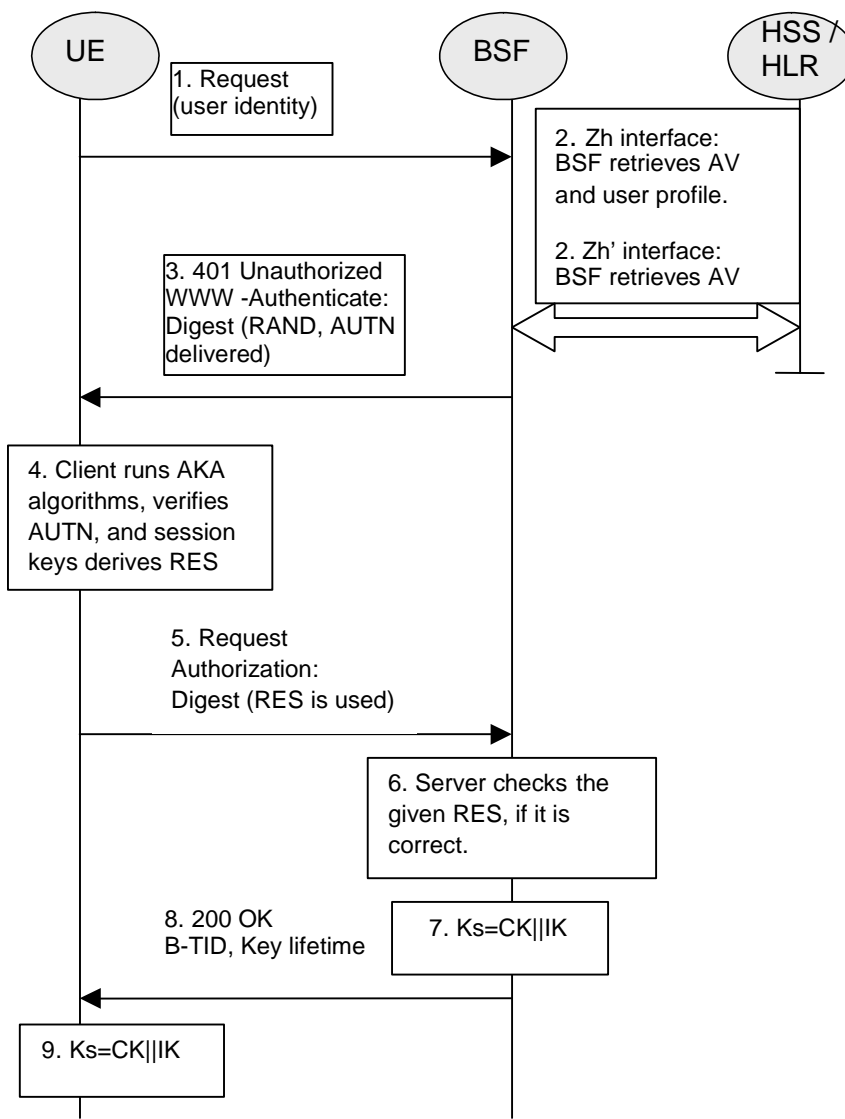 UE
BSF
HSS /
HLR
1. Request
(user identity)
2. Zh interface:
BSF retrieves AV
and user profile.
2. Zh' interface:
BSF retrieves AV
3. 401 Unauthorized
WWW -Authenticate:
Digest (RAND, AUTN
delivered)
4. Client runs AKA
algorithms, verifies
AUTN, and session
keys derives RES
5. Request
Authorization:
Digest (RES is used)
6. Server checks the
given RES, if it is
correct.
7. Ks=CK||IK
8. 200 OK
B-TID, Key lifetime
9. Ks=CK||IK